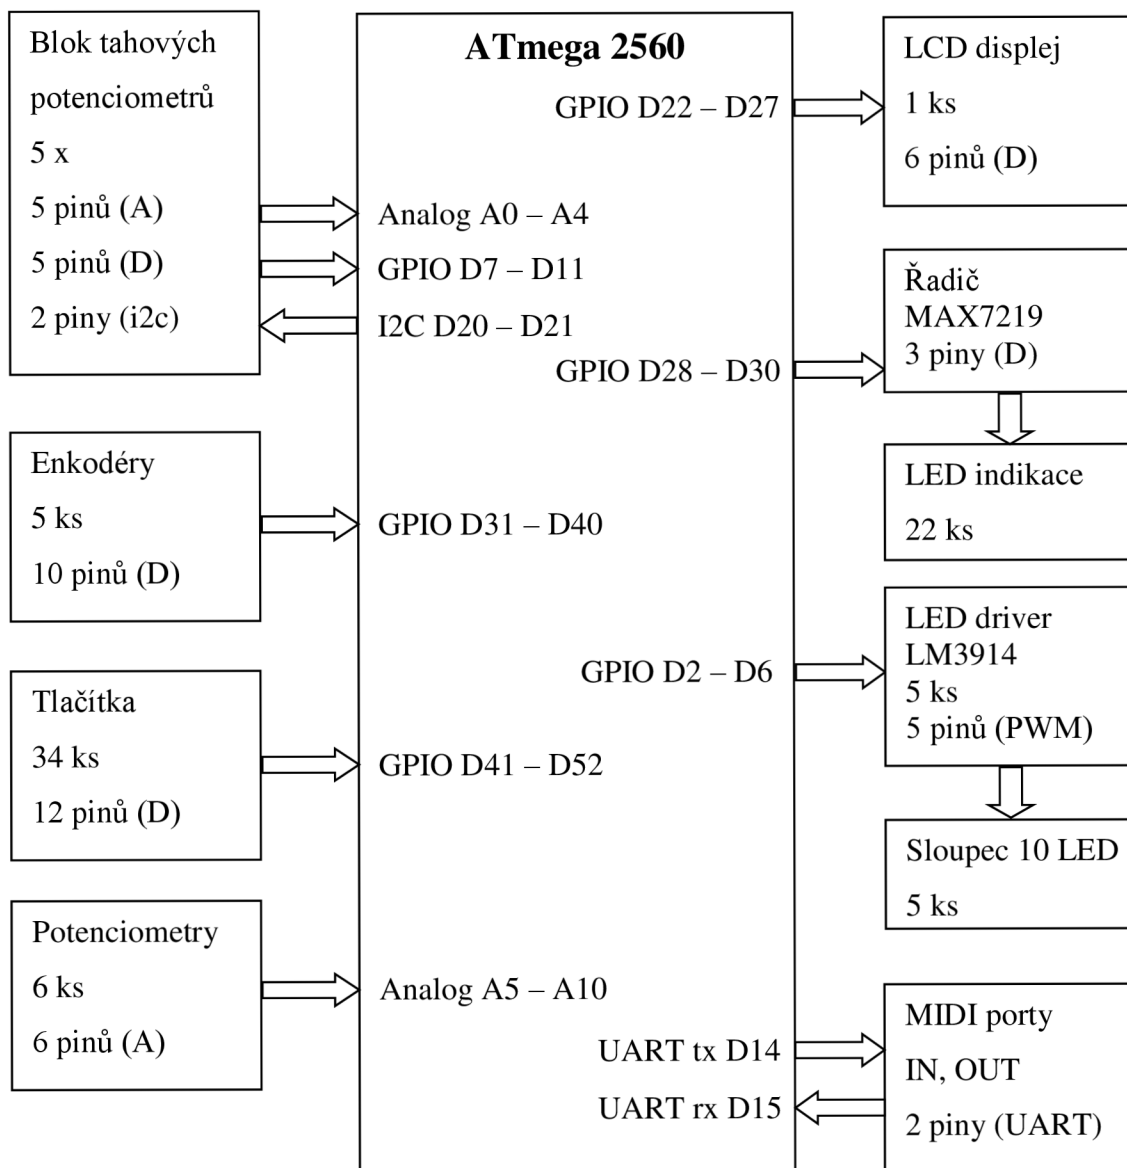 Blok tahových
potenciometrů
5 x
5 pinů (A)
5 pinů (D)
2 piny (i2c)
Enkodéry
5 ks
10 pinů (D)
Tlačítka
34 ks
12 pinů (D)
Potenciometry
6 ks
6 pinů (A)
ATmega 2560
GPIO D22 – D27
Analog A0 – A4
GPIO D7 – D11
I2C D20 – D21
GPIO D28 – D30
GPIO D31 – D40
GPIO D2 – D6
GPIO D41 – D52
Analog A5 – A10
UART tx D14
UART rx D15
LCD displej
1 ks
6 pinů (D)
Řadič
MAX7219
3 piny (D)
LED indikace
22 ks
LED driver
LM3914
5 ks
5 pinů (PWM)
Sloupec 10 LED
5 ks
MIDI porty
IN, OUT
2 piny (UART)